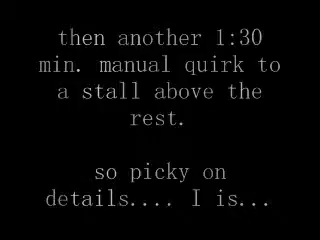 then another 1:30
min. manual quirk to
a stall above the
rest.
so picky on
details.... I is...